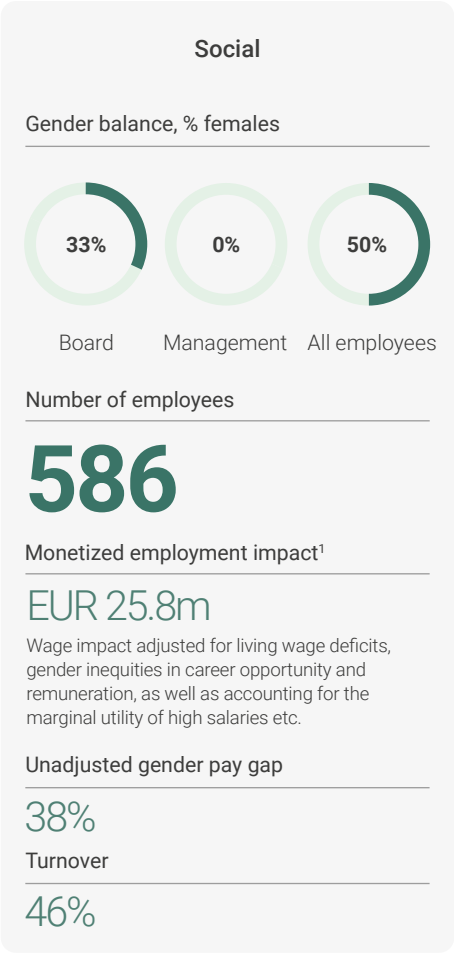 Social
Gender balance, % females
33% 0% 50%
Board Management All employees
Number of employees
586
Monetized employment impact¹
EUR 25.8m
Wage impact adjusted for living wage deficits,
gender inequities in career opportunity and
remuneration, as well as accounting for the
marginal utility of high salaries etc.
Unadjusted gender pay gap
38%
Turnover
46%